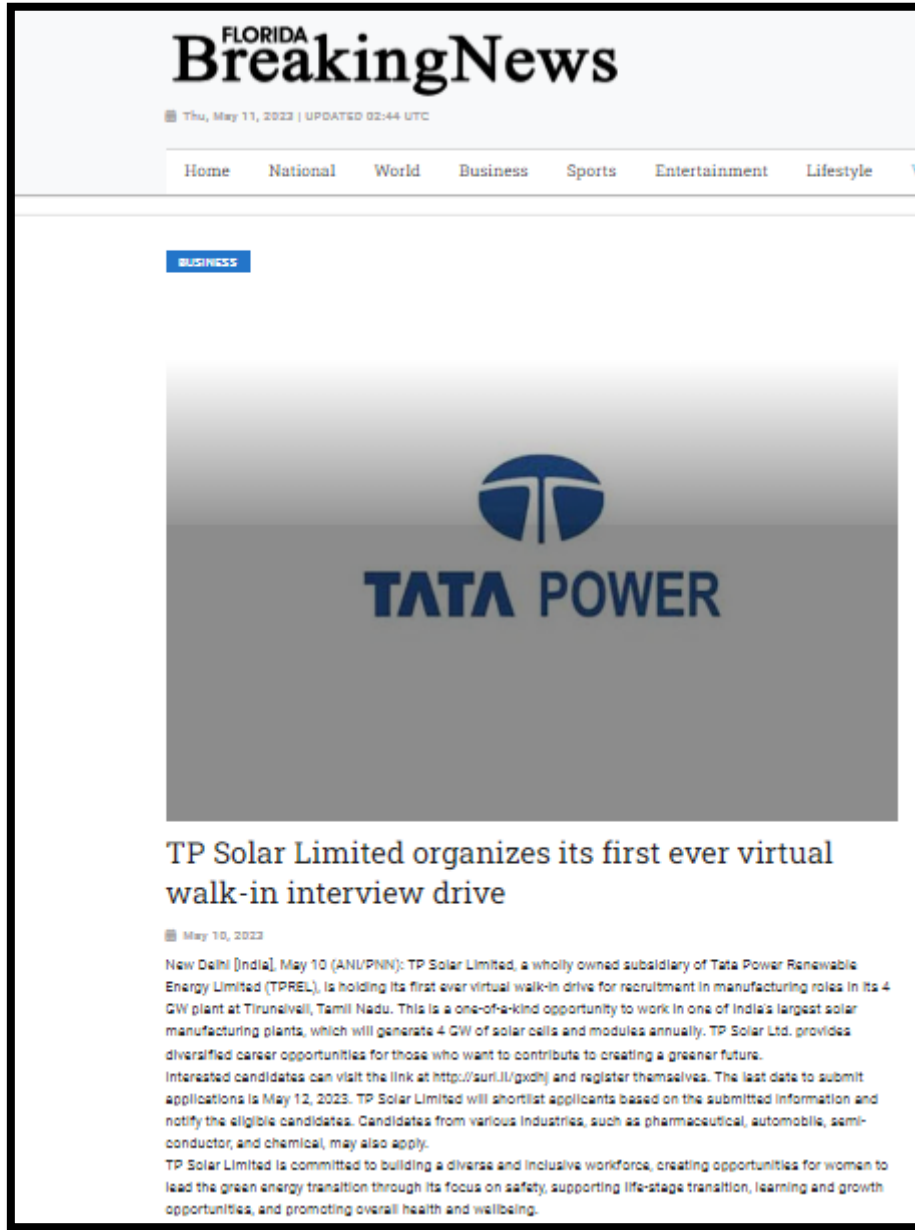 FLORIDA
BreakingNews
Thu, May 11, 2023 | UPDATED 02:44 UTC
Home National World Business Sports Entertainment Lifestyle
BUSINESS
TATA POWER
TP Solar Limited organizes its first ever virtual
walk-in interview drive
May 10, 2023
New Delhi [India], May 10 (ANI/PNN): TP Solar Limited, a wholly owned subsidiary of Tata Power Renewable
Energy Limited (TPREL), is holding its first ever virtual walk-in drive for recruitment in manufacturing roles in its 4
GW plant at Tirunelveli, Tamil Nadu. This is a one-of-a-kind opportunity to work in one of India's largest solar
manufacturing plants, which will generate 4 GW of solar cells and modules annually. TP Solar Ltd. provides
diversified career opportunities for those who want to contribute to creating a greener future.
Interested candidates can visit the link at and register themselves. The last date to submit
applications is May 12, 2023. TP Solar Limited will shortlist applicants based on the submitted information and
notify the eligible candidates. Candidates from various industries, such as pharmaceutical, automobile, semi-
conductor, and chemical, may also apply.
TP Solar Limited is committed to building a diverse and inclusive workforce, creating opportunities for women to
lead the green energy transition through its focus on safety, supporting life-stage transition, learning and growth
opportunities, and promoting overall health and wellbeing.